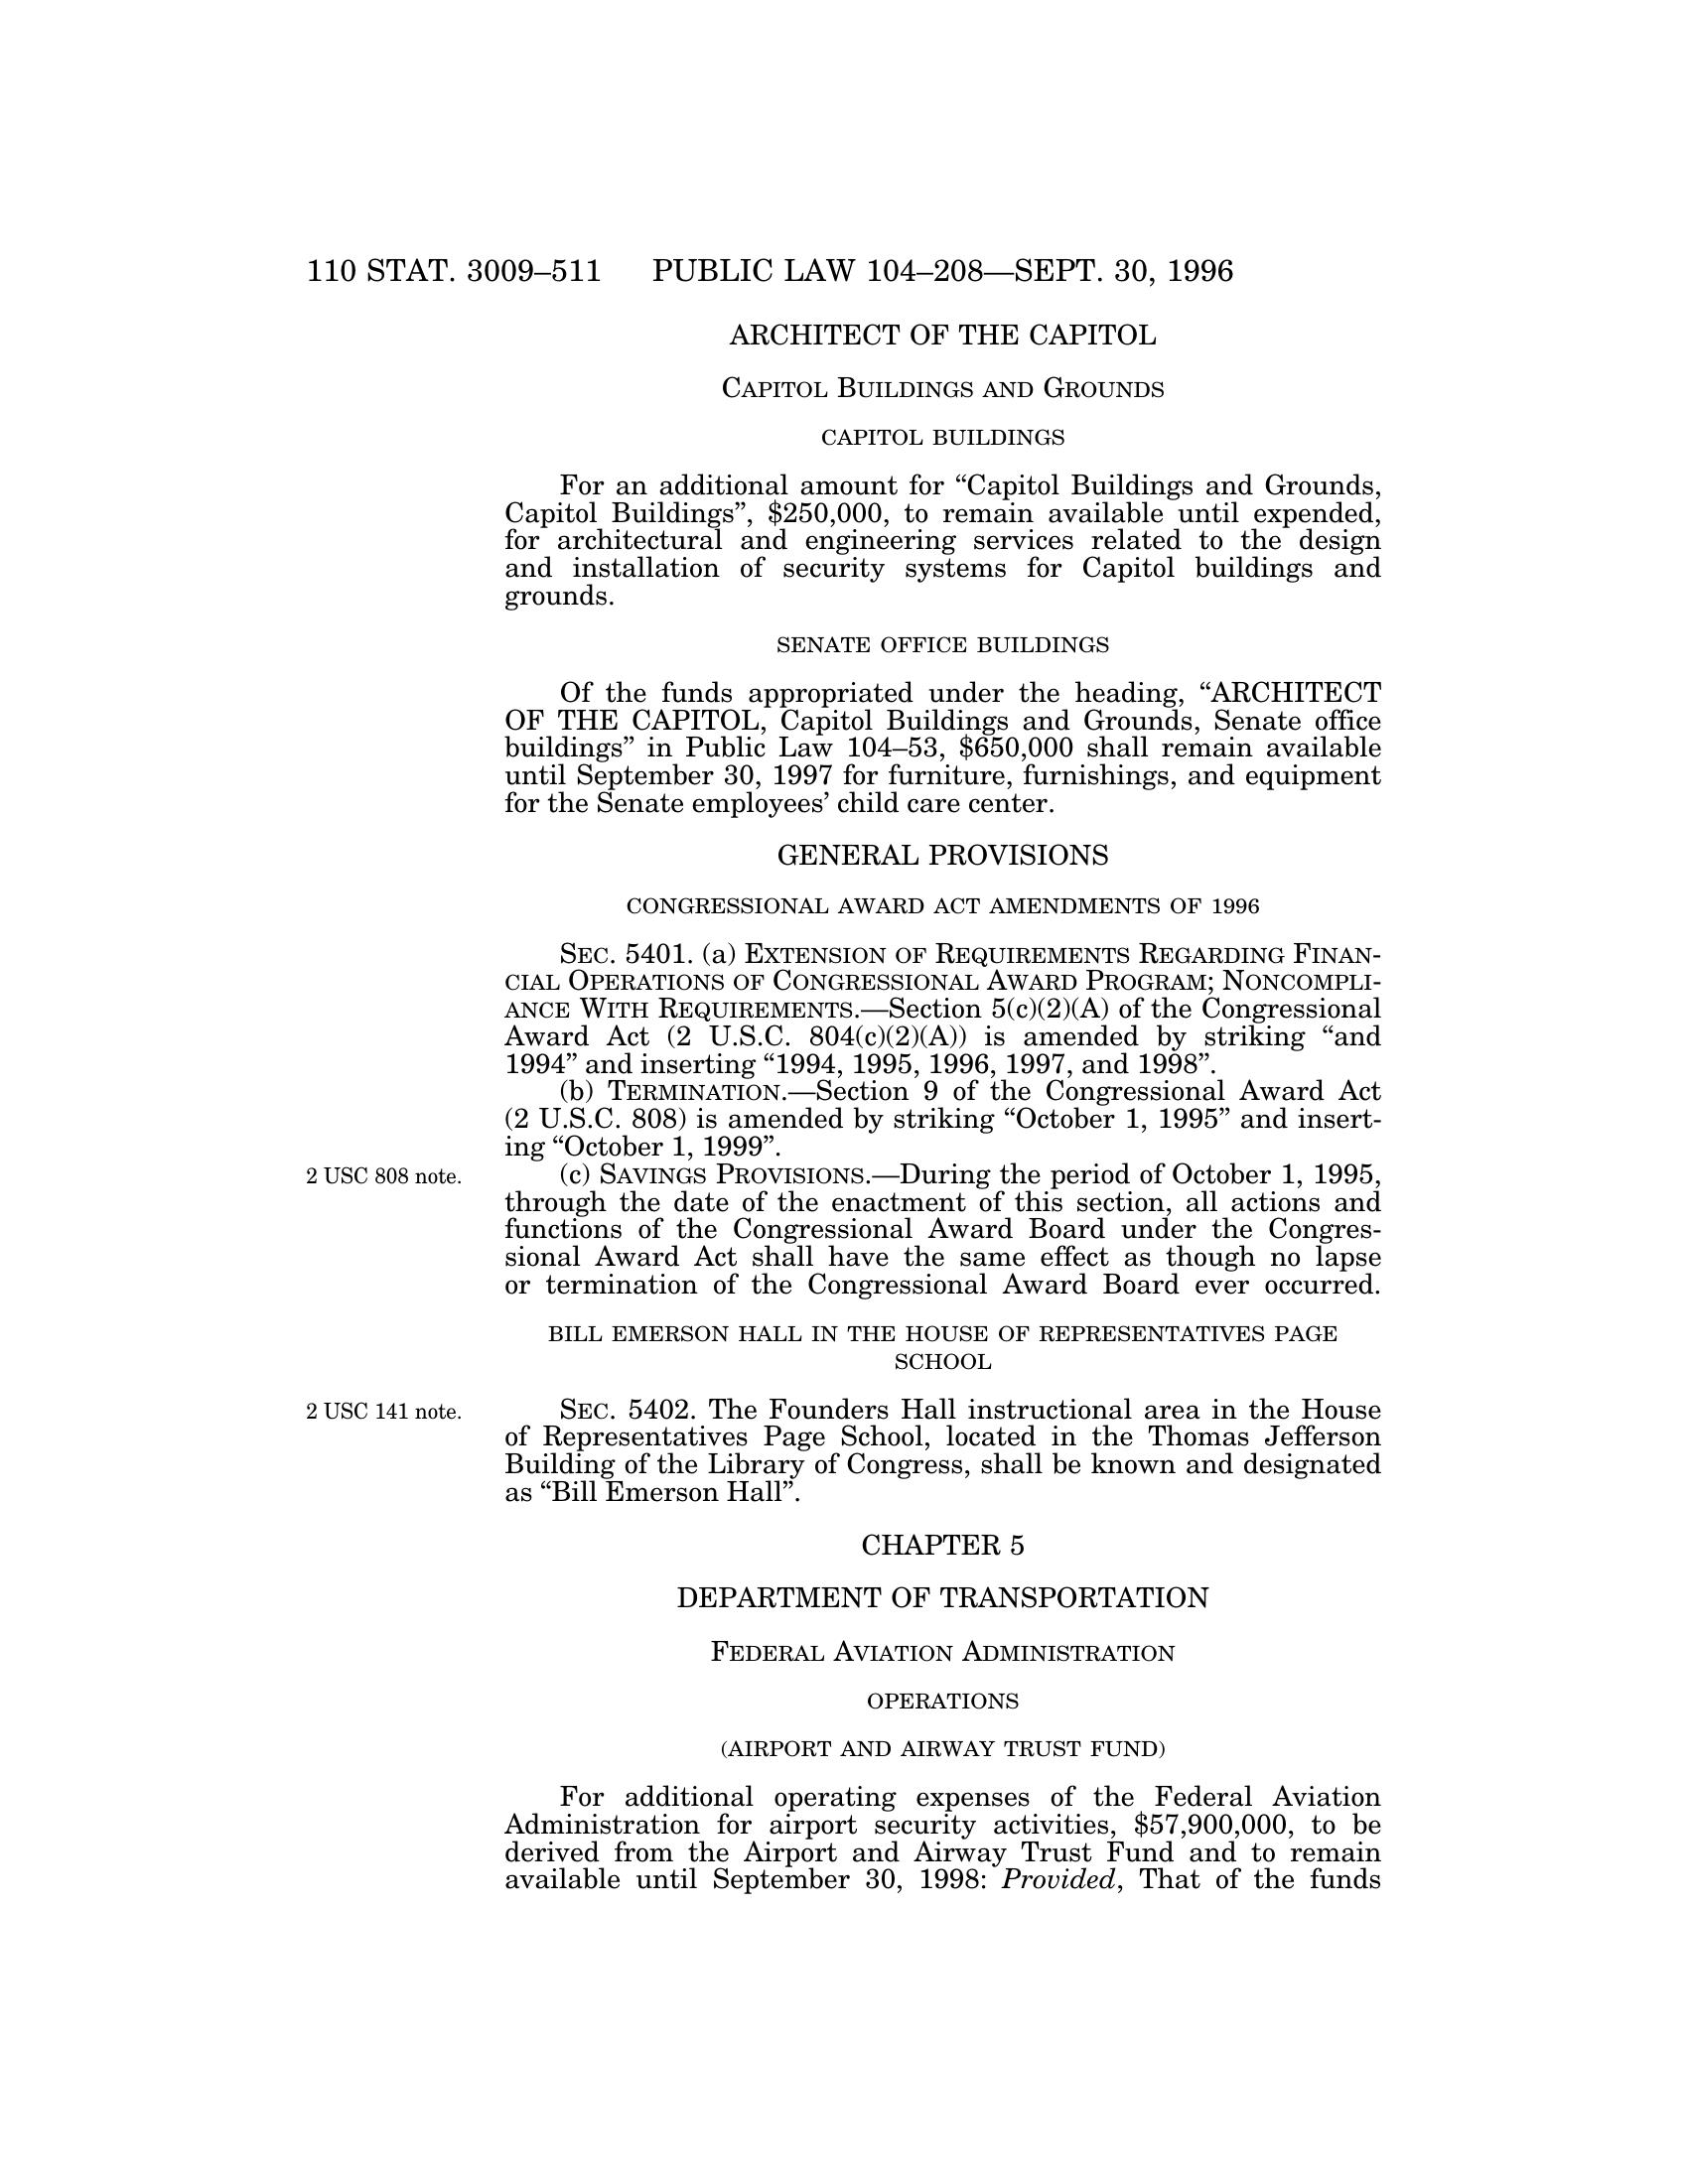 110 STAT. 3009–511 PUBLIC LAW 104–208—SEPT. 30, 1996
ARCHITECT OF THE CAPITOL
CAPITOL BUILDINGS AND GROUNDS
CAPITOL BUILDINGS
For an additional amount for “Capitol Buildings and Grounds,
Capitol Buildings”, $250,000, to remain available until expended,
for architectural and engineering services related to the design
and installation of security systems for Capitol buildings and
grounds.
SENATE OFFICE BUILDINGS
Of the funds appropriated under the heading, “ARCHITECT
OF THE CAPITOL, Capitol Buildings and Grounds, Senate office
buildings” in Public Law 104–53, $650,000 shall remain available
until September 30, 1997 for furniture, furnishings, and equipment
for the Senate employees’ child care center.
GENERAL PROVISIONS
CONGRESSIONAL AWARD ACT AMENDMENTS OF 1996
SEC. 5401. (a) EXTENSION OF REQUIREMENTS REGARDING FINAN-
CIAL OPERATIONS OF CONGRESSIONAL AWARD PROGRAM; NONCOMPLI-
ANCE WITH REQUIREMENTS.—Section 5(c)(2)(A) of the Congressional
Award Act (2 U.S.C. 804(c)(2)(A)) is amended by striking “and
1994” and inserting “1994, 1995, 1996, 1997, and 1998”.
(b) TERMINATION.—Section 9 of the Congressional Award Act
(2 U.S.C. 808) is amended by striking “October 1, 1995” and insert-
ing “October 1, 1999”.
2 USC 808 note.
(c) SAVINGS PROVISIONS.—During the period of October 1, 1995,
through the date of the enactment of this section, all actions and
functions of the Congressional Award Board under the Congres-
sional Award Act shall have the same effect as though no lapse
or termination of the Congressional Award Board ever occurred.
BILL EMERSON HALL IN THE HOUSE OF REPRESENTATIVES PAGE
SCHOOL
2 USC 141 note.
SEC. 5402. The Founders Hall instructional area in the House
of Representatives Page School, located in the Thomas Jefferson
Building of the Library of Congress, shall be known and designated
as “Bill Emerson Hall”.
CHAPTER 5
DEPARTMENT OF TRANSPORTATION
FEDERAL AVIATION ADMINISTRATION
OPERATIONS
(AIRPORT AND AIRWAY TRUST FUND)
For additional operating expenses of the Federal Aviation
Administration for airport security activities, $57,900,000, to be
derived from the Airport and Airway Trust Fund and to remain
available until September 30, 1998: Provided, That of the funds